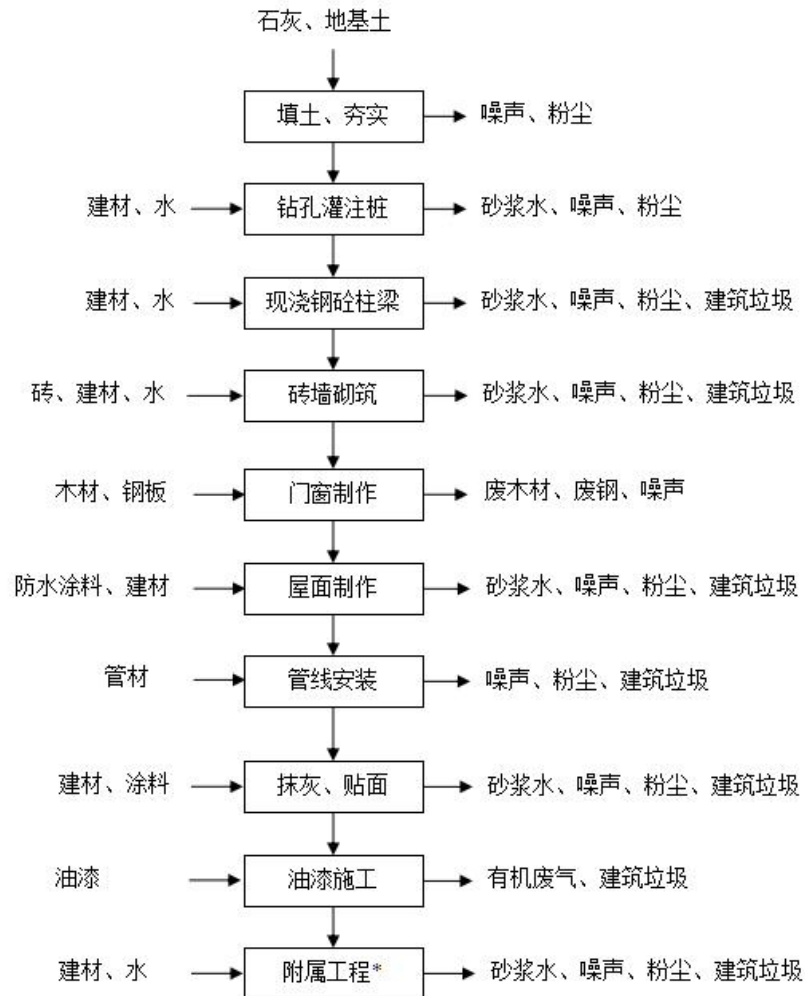 石灰、地基土
填土、夯实 噪声、粉尘
建材、水 钻孔灌注桩 砂浆水、噪声、粉尘
建材、水 现浇钢砼柱梁 砂浆水、噪声、粉尘、建筑垃圾
砖、建材、水 砖墙砌筑 砂浆水、噪声、粉尘、建筑垃圾
木材、钢板 门窗制作 废木材、废钢、噪声
防水涂料、建材 屋面制作 砂浆水、噪声、粉尘、建筑垃圾
管材 管线安装 噪声、粉尘、建筑垃圾
建材、涂料 抹灰、贴面 砂浆水、噪声、粉尘、建筑垃圾
油漆 油漆施工 有机废气、建筑垃圾
建材、水 附属工程* 砂浆水、噪声、粉尘、建筑垃圾